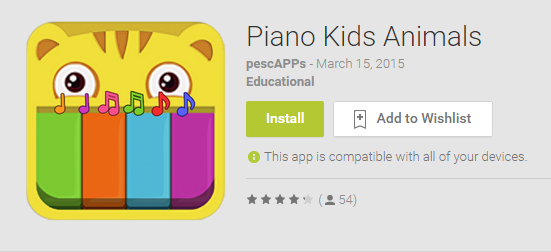 Piano Kids Animals
pescAPPs - March 15, 2015
Educational
Install Add to Wishlist
This app is compatible with all of your devices.
( 54)